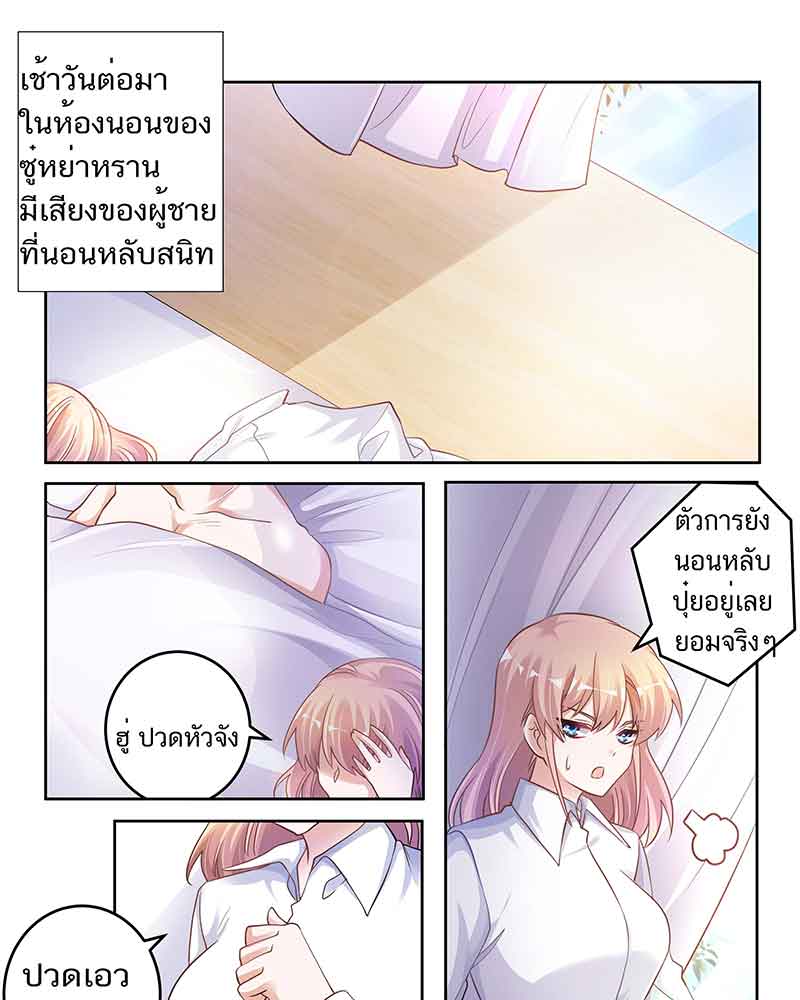 เช้าวันต่อมา
ในห้องนอนของ
ซู๋หย่าหราน
มีเสียงของผู้ชาย
ที่นอนหลับสนิท
ฮู่ ปวดหัวจัง
ตัวการยัง
นอนหลับ
ปุ๋ยอยู่เลย
ยอมจริงๆ
ปวดเอว